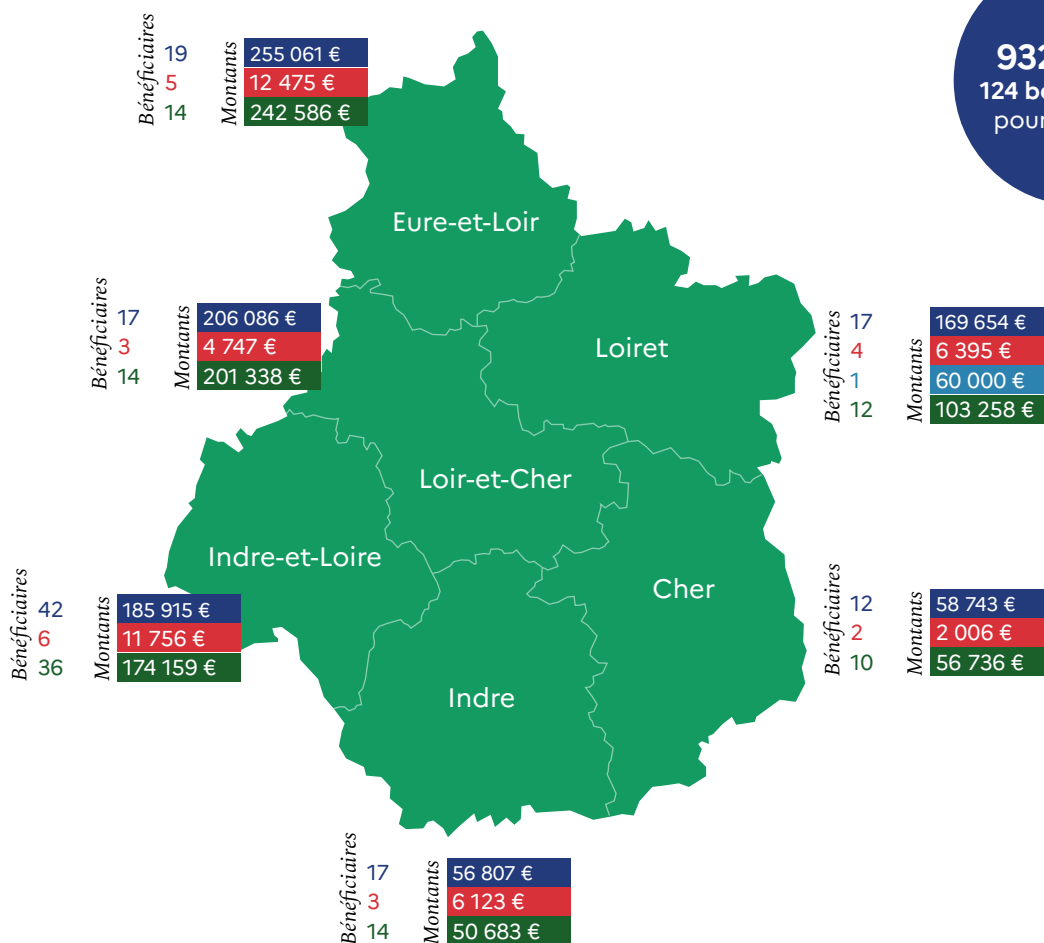 Bénéficiaires
19
5
14
Montants
255 061 €
12 475 €
242 586 €
932
124 be
pour
Eure-et-Loir
Bénéficiaires
17
3
14
Montants
206 086 €
4 747 €
201 338 €
Loiret
Bénéficiaires
17
4
1
12
Montants
169 654 €
6 395 €
60 000 €
103 258 €
Loir-et-Cher
Indre-et-Loire
Bénéficiaires
42
6
36
Montants
185 915 €
11 756 €
174 159 €
Cher
Bénéficiaires
12
2
10
Montants
58 743 €
2 006 €
56 736 €
Indre
Bénéficiaires
17
3
14
Montants
56 807 €
6 123 €
50 683 €